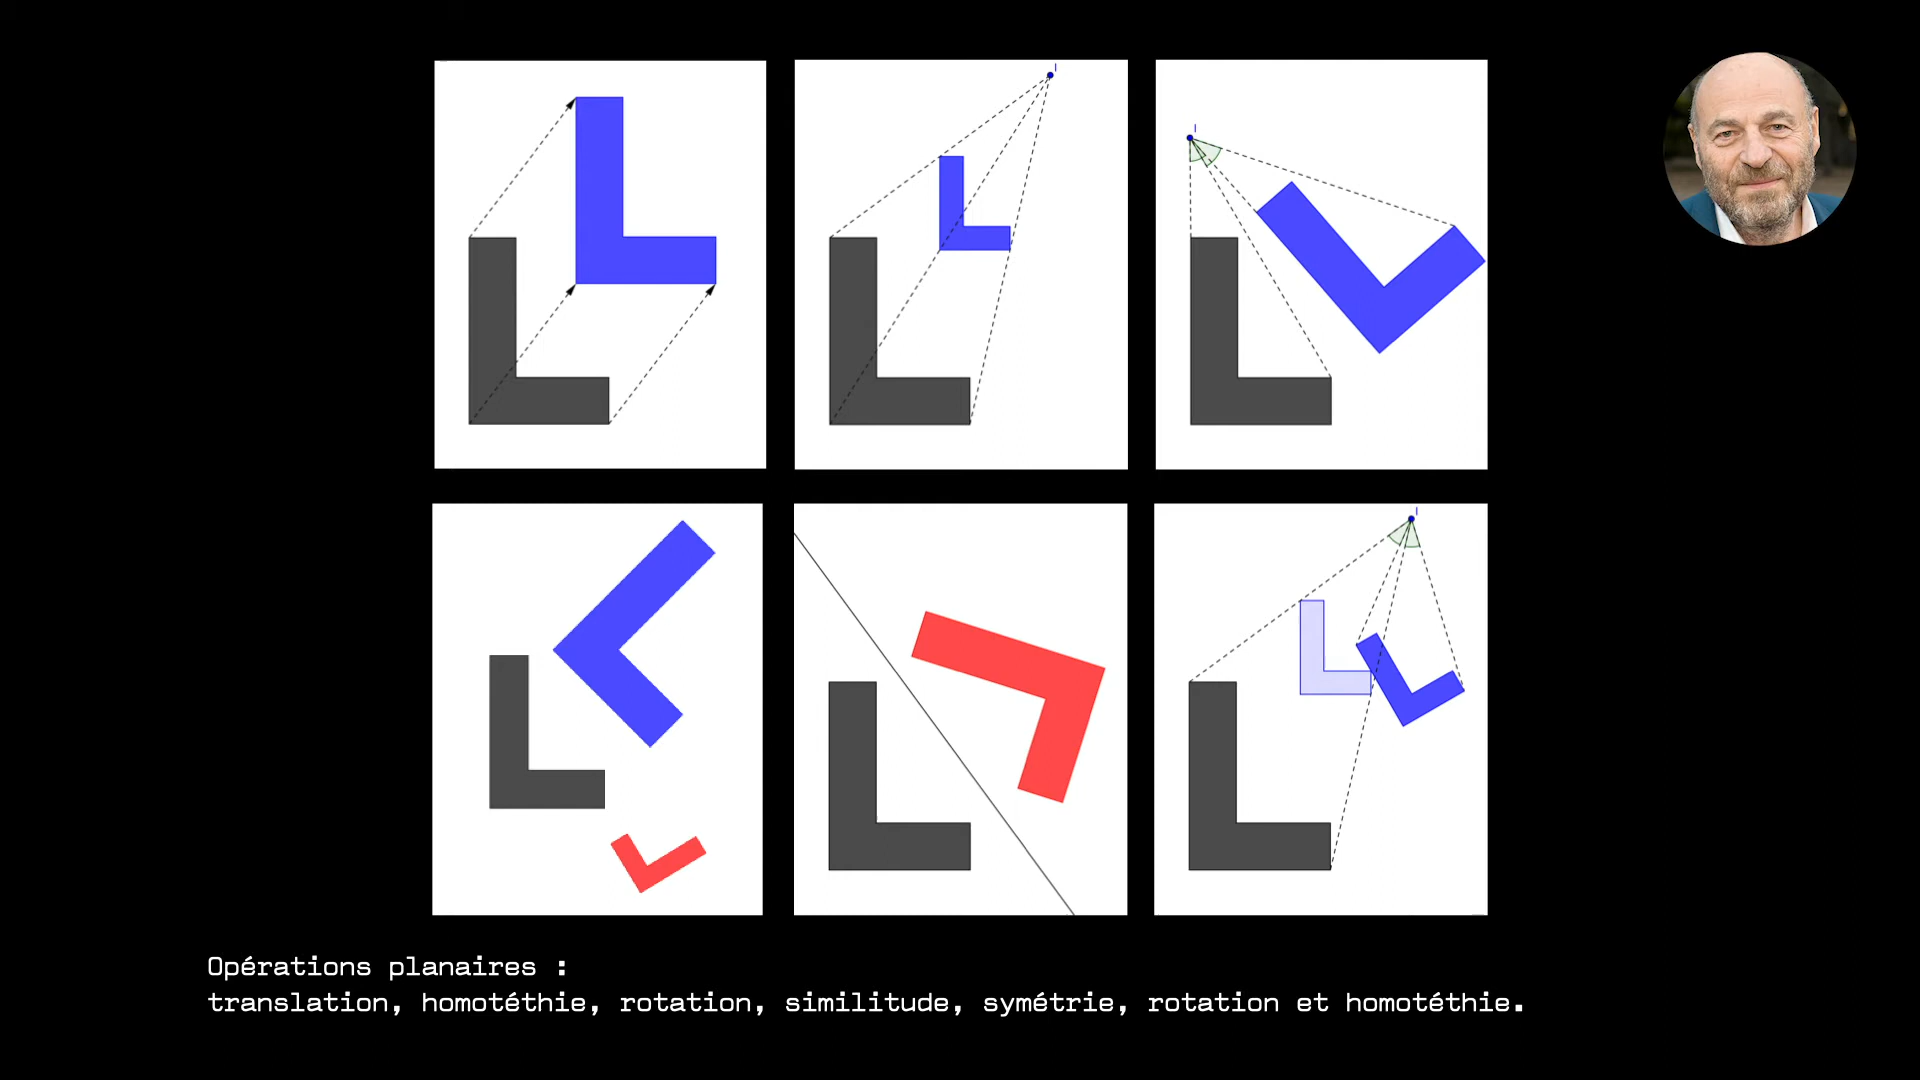 I
I
I
Opérations planaires :
translation, homotéthie, rotation, similitude, symétrie, rotation et homotéthie.